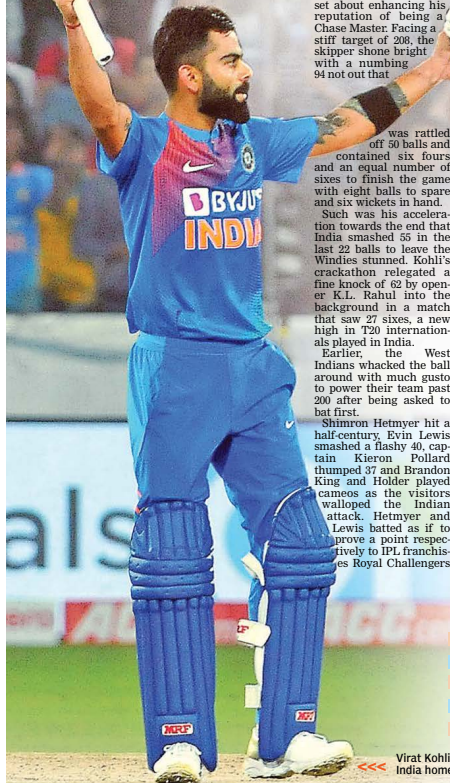 set about enhancing his
reputation of being a
Chase Master. Facing a
stiff target of 208, the
skipper shone bright
with a numbing
94 not out that
was rattled
off 50 balls and
contained six fours
and an equal number of
sixes to finish the game
with eight balls to spare
and six wickets in hand.
Such was his accelera-
tion towards the end that
India smashed 55 in the
last 22 balls to leave the
Windies stunned. Kohli's
crackathon relegated a
fine knock of 62 by open-
er K.L. Rahul into the
background in a match
that saw 27 sixes, a new
high in T20 internation-
als played in India.
Earlier, the West
Indians whacked the ball
around with much gusto
to power their team past
200 after being asked to
bat first.
Shimron Hetmyer hit a
half-century, Evin Lewis
smashed a flashy 40, cap-
tain Kieron Pollard
thumped 37 and Brandon
King and Holder played
cameos as the visitors
walloped the Indian
attack. Hetmyer and
Lewis batted as if to
prove a point respec-
tively to IPL franchis-
es Royal Challengers
BYJU'S
INDIA
als
ACC
MRF
MRF
<<< Virat Kohli
India home